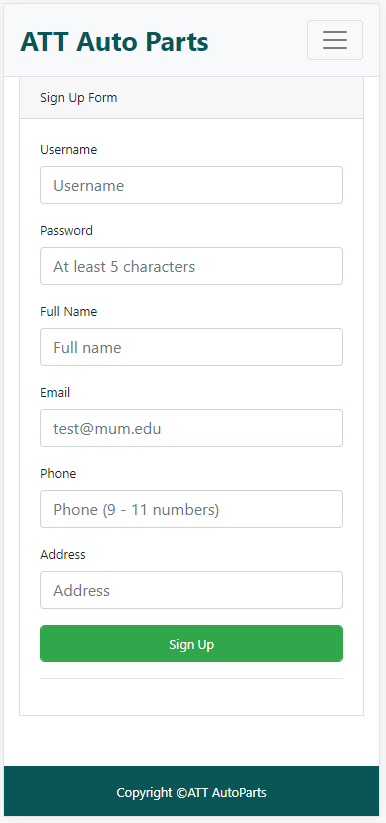 ATT Auto Parts
Sign Up Form
Username
Username
Password
At least 5 characters
Full Name
Full name
Email
test@mum.edu
Phone
Phone (9 - 11 numbers)
Address
Address
Sign Up
Copyright ©ATT AutoParts